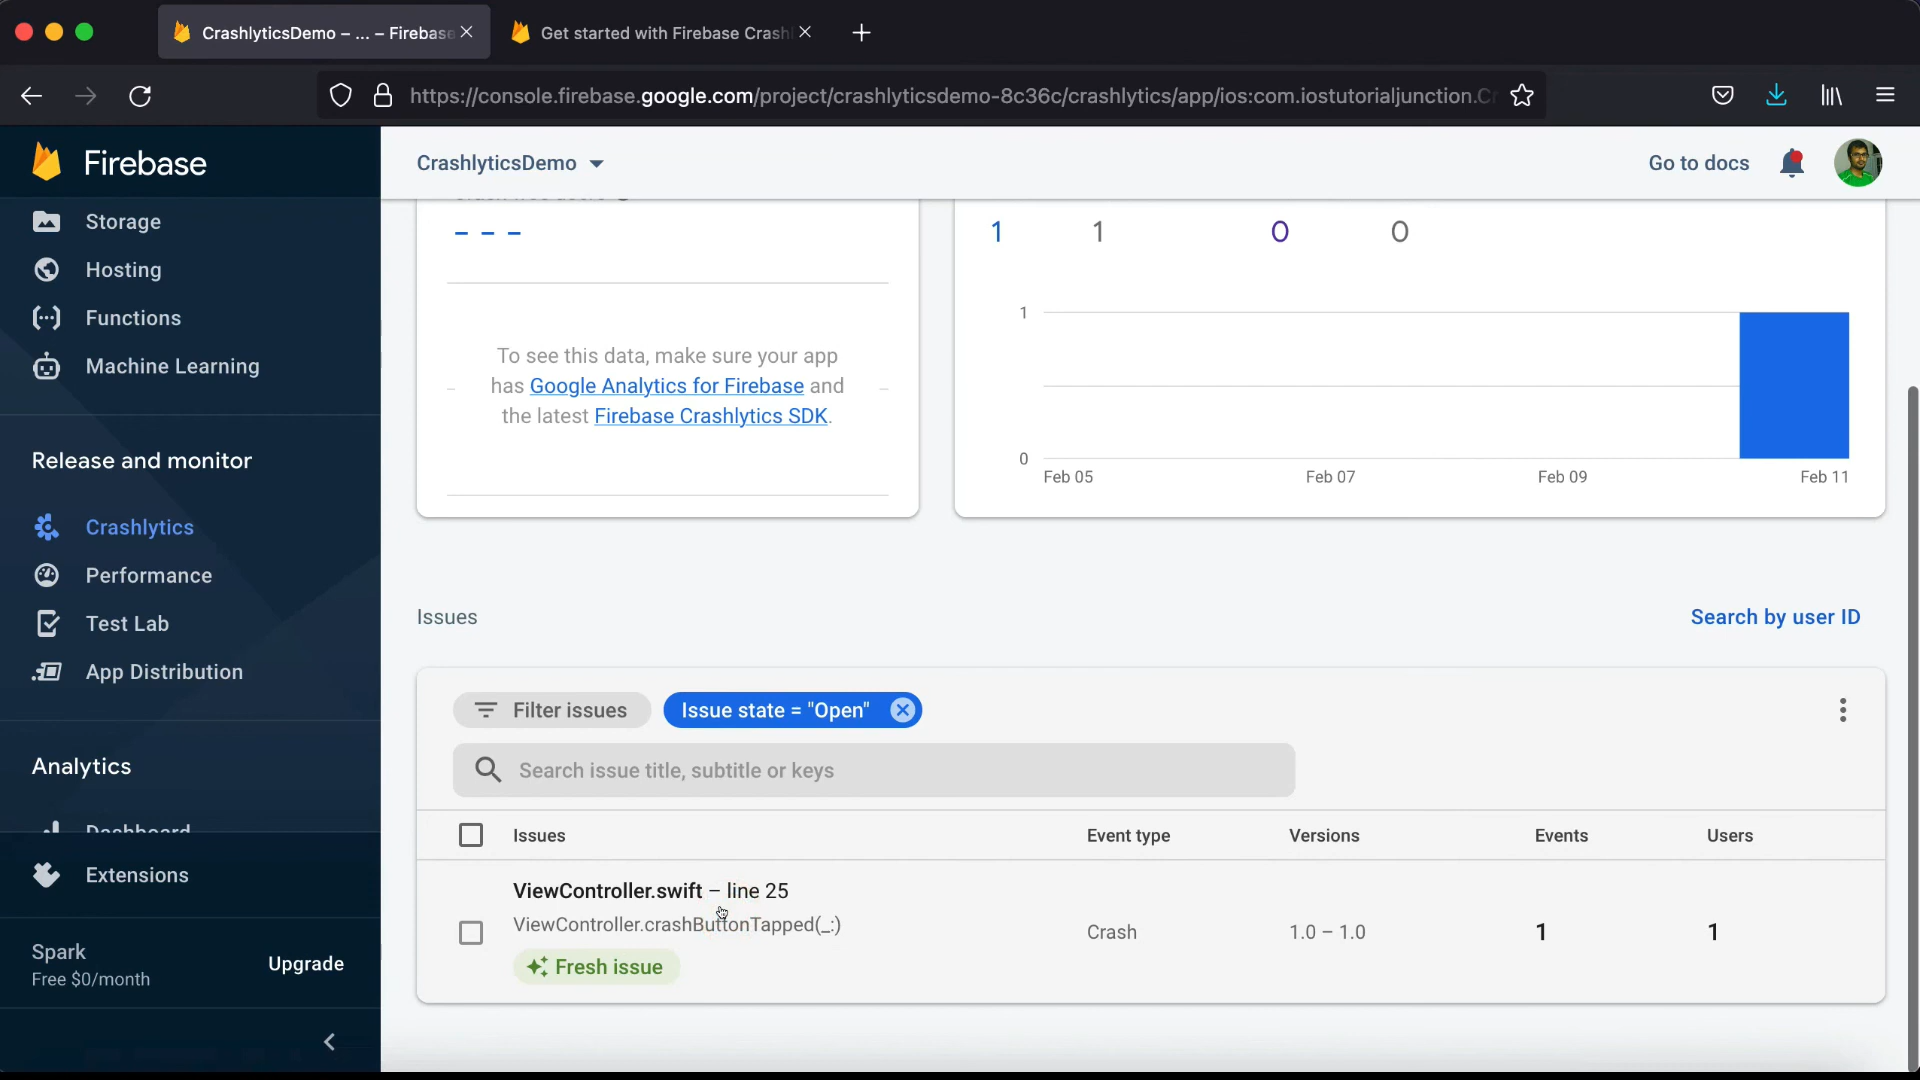 CrashlyticsDemo – ... – Firebase
Get started with Firebase Crashl
https://console.firebase.google.com/project/crashlyticsdemo-8c36c/crashlytics/app/ios:com.iostutorialjunction.Cr
Firebase
CrashlyticsDemo
Go to docs
Storage
Hosting
Functions
Machine Learning
Release and monitor
Crashlytics
Performance
Test Lab
App Distribution
Analytics
Dashboard
Extensions
Spark
Free $0/month
Upgrade
– – –
To see this data, make sure your app
has Google Analytics for Firebase and
the latest Firebase Crashlytics SDK.
1 1 0 0
1
0
Feb 05 Feb 07 Feb 09 Feb 11
Issues
Search by user ID
Filter issues
Issue state = "Open"
Search issue title, subtitle or keys
Issues Event type Versions Events Users
ViewController.swift – line 25
ViewController.crashButtonTapped(_:)
Crash 1.0 – 1.0 1 1
Fresh issue